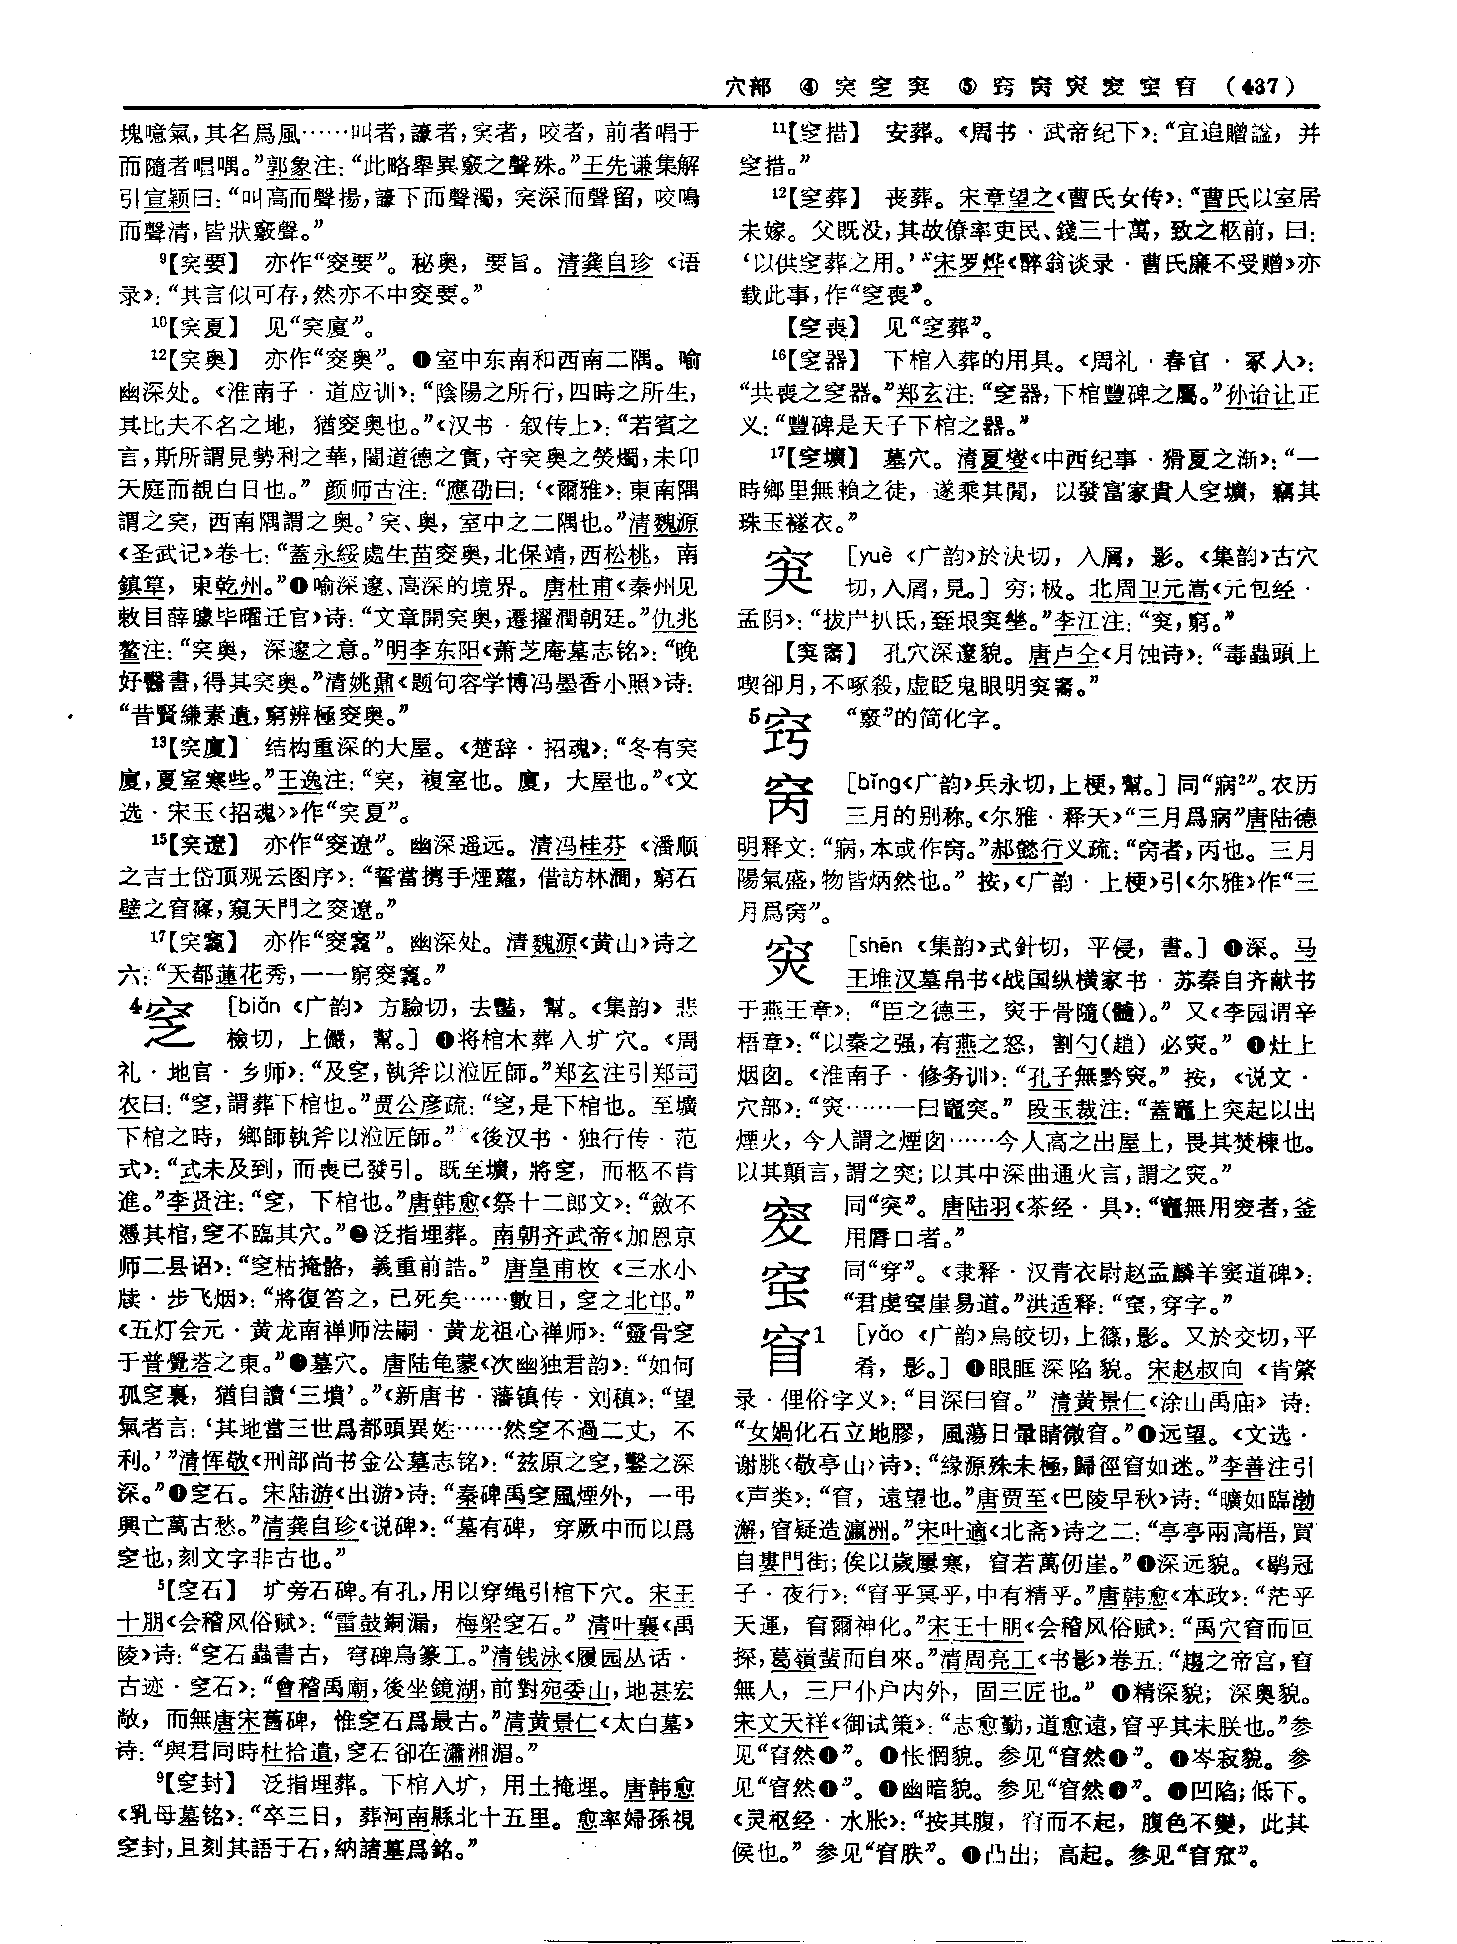 穴部 ④ 突 窆 窫 ⑤ 窍 窉 穾 窔 䆪 窅 (437)
塊噫氣，其名爲風……叫者，譹者，宎者，咬者，前者唱于
而隨者唱喁。”郭象注：“此略舉異竅之聲殊。”王先谦集解
引宣颖曰：“叫高而聲揚，譹下而聲濁，宎深而聲留，咬鳴
而聲清，皆狀竅聲。”
⁹【宎要】 亦作“窔要”。秘奥，要旨。清龚自珍《语
录》：“其言似可存，然亦不中窔要。”
¹⁰【宎夏】 见“宎廈”。
¹²【宎奥】 亦作“窔奥”。❶室中东南和西南二隅。喻
幽深处。《淮南子·道应训》：“陰陽之所行，四時之所生，
其比夫不名之地，猶窔奥也。”《汉书·叙传上》：“若賓之
言，斯所謂見勢利之華，闇道德之實，守宎奥之熒燭，未卬
天庭而覩白日也。” 颜师古注：“應劭曰：‘《爾雅》：東南隅
謂之宎，西南隅謂之奥。’宎、奥，室中之二隅也。”清魏源
《圣武记》卷七：“蓋永綏處生苗窔奥，北保靖，西松桃，南
鎮筸，東乾州。”❷喻深邃、高深的境界。唐杜甫《秦州见
敕目薛璩毕曜迁官》诗：“文章開宎奥，遷擢潤朝廷。”仇兆
鳌注：“宎奥，深邃之意。”明李东阳《萧芝庵墓志铭》：“晚
好醫書，得其宎奥。”清姚鼐《题句容学博冯墨香小照》诗：
“昔賢縑素遺，窮辨極窔奥。”
¹³【宎廈】 结构重深的大屋。《楚辞·招魂》：“冬有宎
廈，夏室寒些。”王逸注：“宎，複室也。廈，大屋也。”《文
选·宋玉〈招魂〉》作“宎夏”。
¹⁵【宎遼】 亦作“窔遼”。幽深遥远。清冯桂芬《潘顺
之吉士岱顶观云图序》：“誓當攜手煙蘿，借訪林澗，窮石
壁之窅窱，窺天門之窔遼。”
¹⁷【宎窱】 亦作“窔窱”。幽深处。清魏源《黄山》诗之
六：“天都蓮花秀，一一窮窔窱。”
4窆 ［biǎn 《广韵》方驗切，去豔，幫。《集韵》悲
檢切，上儼，幫。］❶将棺木葬入圹穴。《周
礼·地官·乡师》：“及窆，執斧以涖匠師。”郑玄注引郑司
农曰：“窆，謂葬下棺也。”贾公彦疏：“窆，是下棺也。至壙
下棺之時，鄉師執斧以涖匠師。”《後汉书·独行传·范
式》：“式未及到，而喪已發引。既至壙，將窆，而柩不肯
進。”李贤注：“窆，下棺也。”唐韩愈《祭十二郎文》：“斂不
憑其棺，窆不臨其穴。”❷泛指埋葬。南朝齐武帝《加恩京
师二县诏》：“窆枯掩骼，義重前誥。”唐皇甫枚《三水小
牍·步飞烟》：“將復笞之，已死矣……數日，窆之北邙。”
《五灯会元·黄龙南禅师法嗣·黄龙祖心禅师》：“靈骨窆
于普覺塔之東。”❸墓穴。唐陆龟蒙《次幽独君韵》：“如何
孤窆裏，猶自讀‘三墳’。”《新唐书·藩镇传·刘稹》：“望
氣者言：‘其地當三世爲都頭異姓……然窆不過二丈，不
利。’”清恽敬《刑部尚书金公墓志铭》：“兹原之窆，鑿之深
深。”❹窆石。宋陆游《出游》诗：“秦碑禹窆風煙外，一弔
興亡萬古愁。”清龚自珍《说碑》：“墓有碑，穿厥中而以爲
窆也，刻文字非古也。”
⁵【窆石】 圹旁石碑。有孔，用以穿绳引棺下穴。宋王
十朋《会稽风俗赋》：“雷鼓銅漏，梅梁窆石。”清叶襄《禹
陵》诗：“窆石蟲書古，穹碑鳥篆工。”清钱泳《履园丛话·
古迹·窆石》：“會稽禹廟，後坐鏡湖，前對宛委山，地甚宏
敞，而無唐宋舊碑，惟窆石爲最古。”清黄景仁《太白墓》
诗：“與君同時杜拾遺，窆石卻在瀟湘湄。”
⁹【窆封】 泛指埋葬。下棺入圹，用土掩埋。唐韩愈
《乳母墓铭》：“卒三日，葬河南縣北十五里。愈率婦孫視
窆封，且刻其語于石，納諸墓爲銘。”
¹¹【窆措】 安葬。《周书·武帝纪下》：“宜追贈諡，并
窆措。”
¹²【窆葬】 丧葬。宋章望之《曹氏女传》：“曹氏以室居
未嫁。父既没，其故僚率吏民、錢三十萬，致之柩前，曰：
‘以供窆葬之用。’”宋罗烨《醉翁谈录·曹氏廉不受赠》亦
载此事，作“窆喪”。
【窆喪】 见“窆葬”。
¹⁶【窆器】 下棺入葬的用具。《周礼·春官·冢人》：
“共喪之窆器。”郑玄注：“窆器，下棺豐碑之屬。”孙诒让正
义：“豐碑是天子下棺之器。”
¹⁷【窆壙】 墓穴。清夏燮《中西纪事·猾夏之渐》：“一
時鄉里無賴之徒，遂乘其閒，以發富家貴人窆壙，竊其
珠玉襚衣。”
［yuè 《广韵》於決切，入屑，影。《集韵》古穴
切，入屑，見。］ 穷；极。北周卫元嵩《元包经·
李江注：
孔穴深邃貌。唐卢仝《月蚀诗》：“毒蟲頭上
喫卻月，不啄殺，虚眨鬼眼明
5窍 “竅”的简化字。
窉 ［bǐng《广韵》兵永切，上梗，幫。］同“寎²”。农历
三月的别称。《尔雅·释天》“三月爲寎”唐陆德
明释文：“寎，本或作窉。”郝懿行义疏：“窉者，丙也。三月
陽氣盛，物皆炳然也。”按，《广韵·上梗》引《尔雅》作“三
月爲窉”。
［shēn 《集韵》式針切，平侵，書。］❶深。马
王堆汉墓帛书《战国纵横家书·苏秦自齐献书
于燕王章》：“臣之德王，𥥍于骨隨(髓)。”又《李园谓辛
梧章》：“以秦之强，有燕之怒，割勺(趙)必𥥍。”❷灶上
烟囱。《淮南子·修务训》：“孔子無黔𥥍。”按，《说文·
穴部》：“𥥍……一曰竈突。”段玉裁注：“蓋竈上突起以出
煙火，今人謂之煙囱……今人高之出屋上，畏其焚棟也。
以其顛言，謂之突；以其中深曲通火言，謂之𥥍。”
同“突”。唐陆羽《茶经·具》：“竈無用突者，釜
用脣口者。”
同“穿”。《隶释·汉青衣尉赵孟麟羊窦道碑》：
洪适释：
窅1 ［yǎo 《广韵》烏皎切，上篠，影。又於交切，平
肴，影。］❶眼眶深陷貌。宋赵叔向《肯綮
录·俚俗字义》：“目深曰窅。”清黄景仁《涂山禹庙》诗：
“女媧化石立地膠，風蕩日暈睛微窅。”❷远望。《文选·
谢朓〈敬亭山〉诗》：“緣源殊未極，歸徑窅如迷。”李善注引
《声类》：“窅，遠望也。”唐贾至《巴陵早秋》诗：“曠如臨渤
澥，窅疑造瀛洲。”宋叶適《北斋》诗之二：“亭亭兩高梧，買
自婁門街；俟以歲屢寒，窅若萬仞崖。”❸深远貌。《鹖冠
子·夜行》：“窅乎冥乎，中有精乎。”唐韩愈《本政》：“茫乎
天運，窅爾神化。”宋王十朋《会稽风俗赋》：“禹穴窅而叵
探，葛嶺蜚而自來。”清周亮工《书影》卷五：“趨之帝宫，窅
無人，三尸仆户内外，固三匠也。”❹精深貌；深奥貌。
宋文天祥《御试策》：“志愈勤，道愈遠，窅乎其未朕也。”参
见“窅然❶”。❺怅惘貌。参见“窅然❶”。❻岑寂貌。参
见“窅然❶”。❼幽暗貌。参见“窅然❶”。❽凹陷；低下。
《灵枢经·水胀》：“按其腹，窅而不起，腹色不變，此其
候也。”参见“窅胅”。❾凸出；高起。参见“窅窊”。